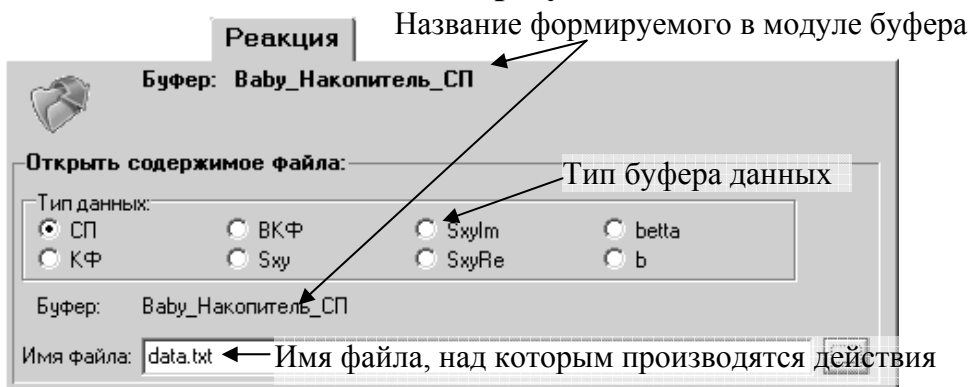 Название формируемого в модуле буфера
Реакция
Буфер: Baby_Накопитель_СП
Открыть содержимое файла:
Тип буфера данных
Тип данных:
СП ВКФ SxyIm betta
КФ Sxy SxyRe b
Буфер: Baby_Накопитель_СП
Имя файла: data.txt Имя файла, над которым производятся действия